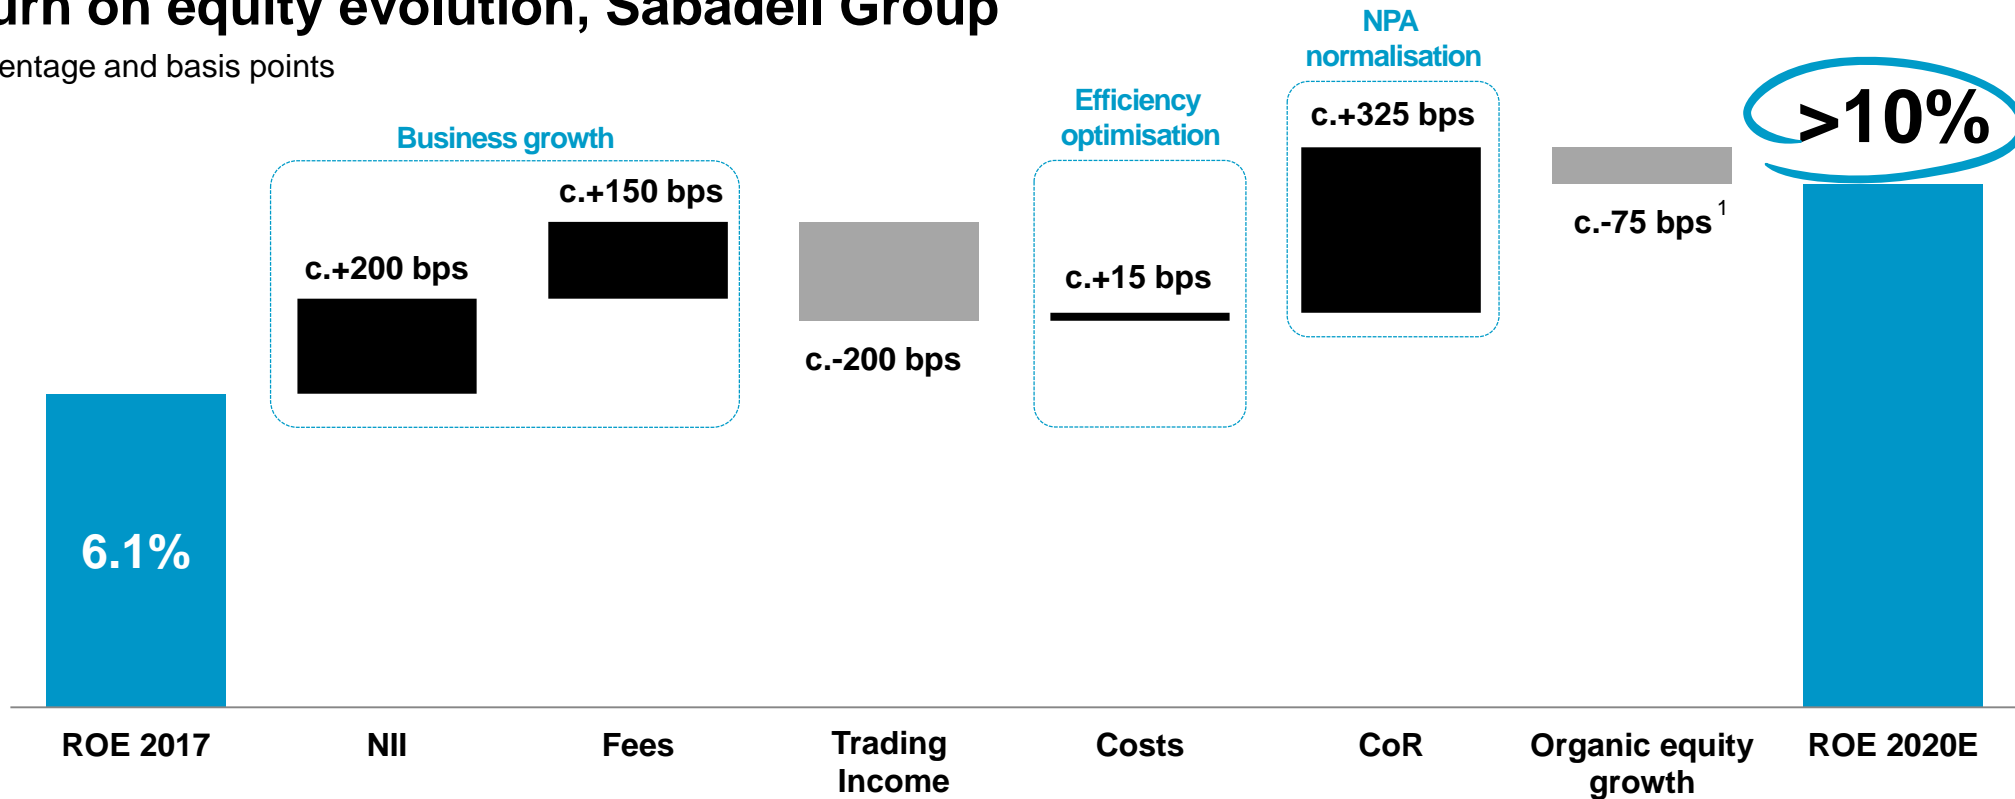 urn on equity evolution, Sabadell Group
entage and basis points
Business growth
Efficiency
optimisation
NPA
normalisation
c.+200 bps
c.+150 bps
c.-200 bps
c.+15 bps
c.+325 bps
c.-75 bps 1
>10%
6.1%
ROE 2017
NII
Fees
Trading
Income
Costs
CoR
Organic equity
growth
ROE 2020E